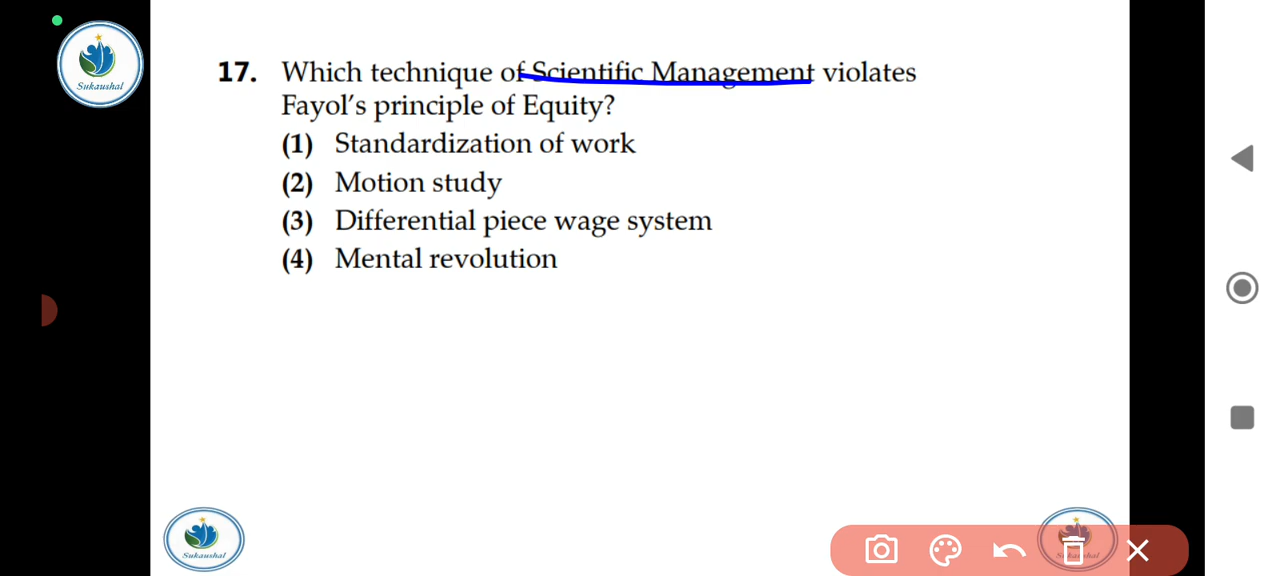 Sukaushal
17. Which technique of Scientific Management violates
Fayol's principle of Equity?
(1) Standardization of work
(2) Motion study
(3) Differential piece wage system
(4) Mental revolution
Sukaushal
Sukaushal